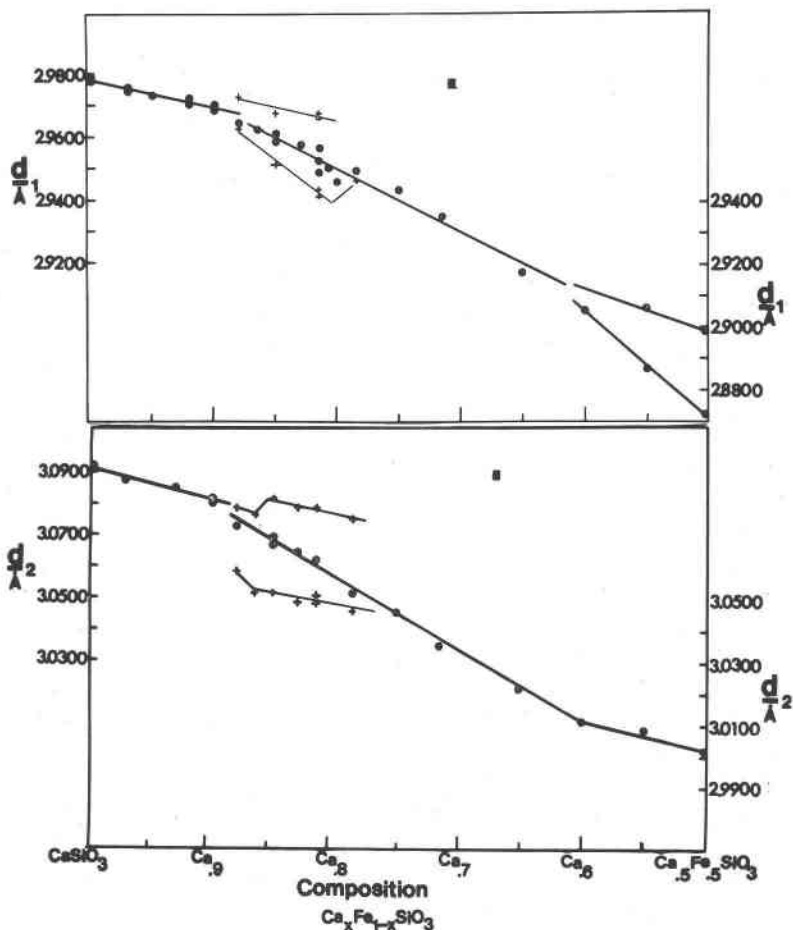 2.9800
2.9600
d/Å 1
2.9400
2.9200
2.9400
2.9200
d/Å 1
2.9000
2.8800
3.0900
3.0700
d/Å 2
3.0500
3.0300
3.0500
3.0300
d/Å 2
3.0100
2.9900
CaSiO3
Ca.9
Ca.8
Ca.7
Ca.6
Ca.5Fe.5SiO3
Composition
CaxFe1-xSiO3